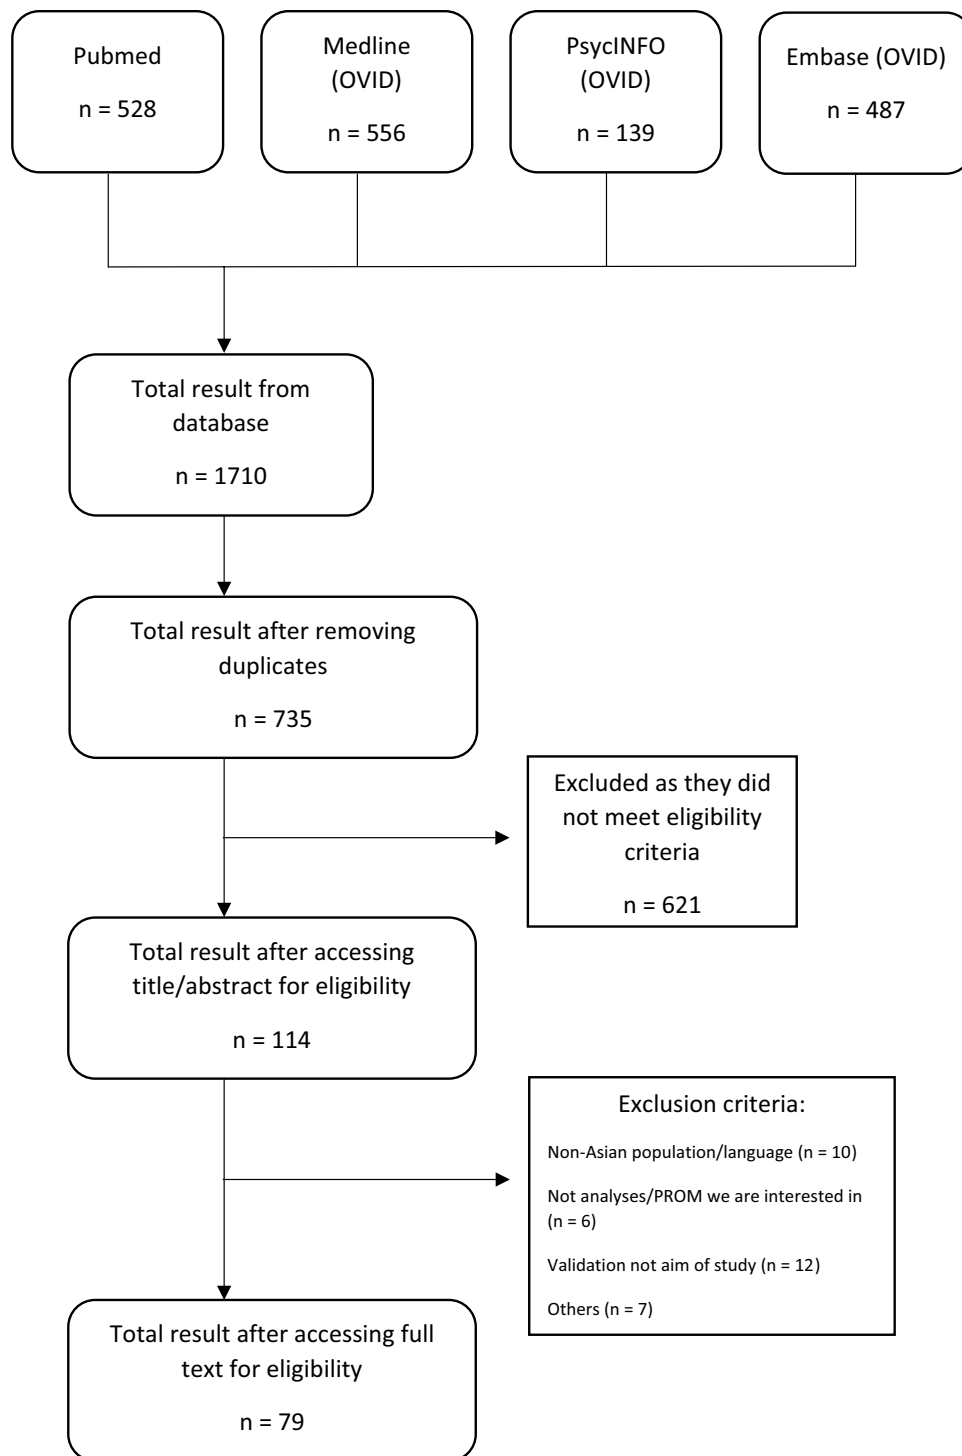 Pubmed
n = 528
Medline
(OVID)
n = 556
PsycINFO
(OVID)
n = 139
Embase (OVID)
n = 487
Total result from
database
n = 1710
Total result after removing
duplicates
n = 735
Excluded as they did
not meet eligibility
criteria
n = 621
Total result after accessing
title/abstract for eligibility
n = 114
Exclusion criteria:
Non-Asian population/language (n = 10)
Not analyses/PROM we are interested in
(n = 6)
Validation not aim of study (n = 12)
Others (n = 7)
Total result after accessing full
text for eligibility
n = 79